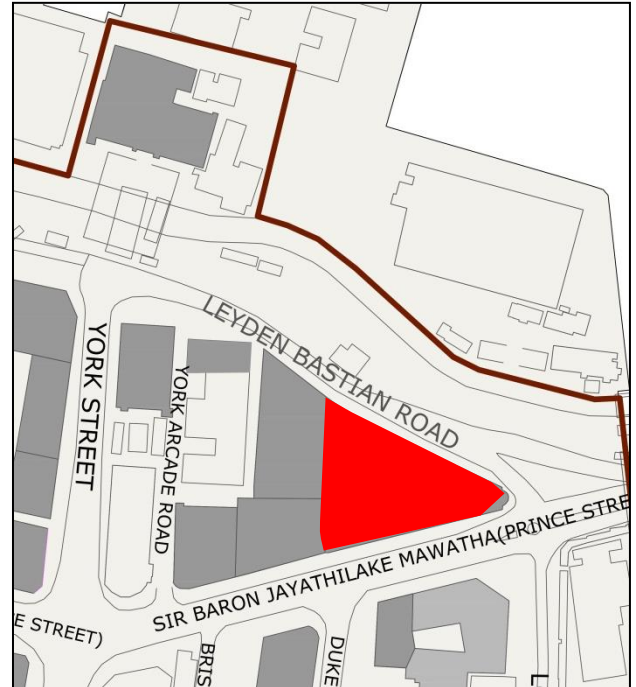 LEYDEN BASTIAN ROAD
YORK STREET
YORK ARCADE ROAD
SIR BARON JAYATHILAKE MAWATHA(PRINCE STRE
E STREET)
BRIS
DUKE
L